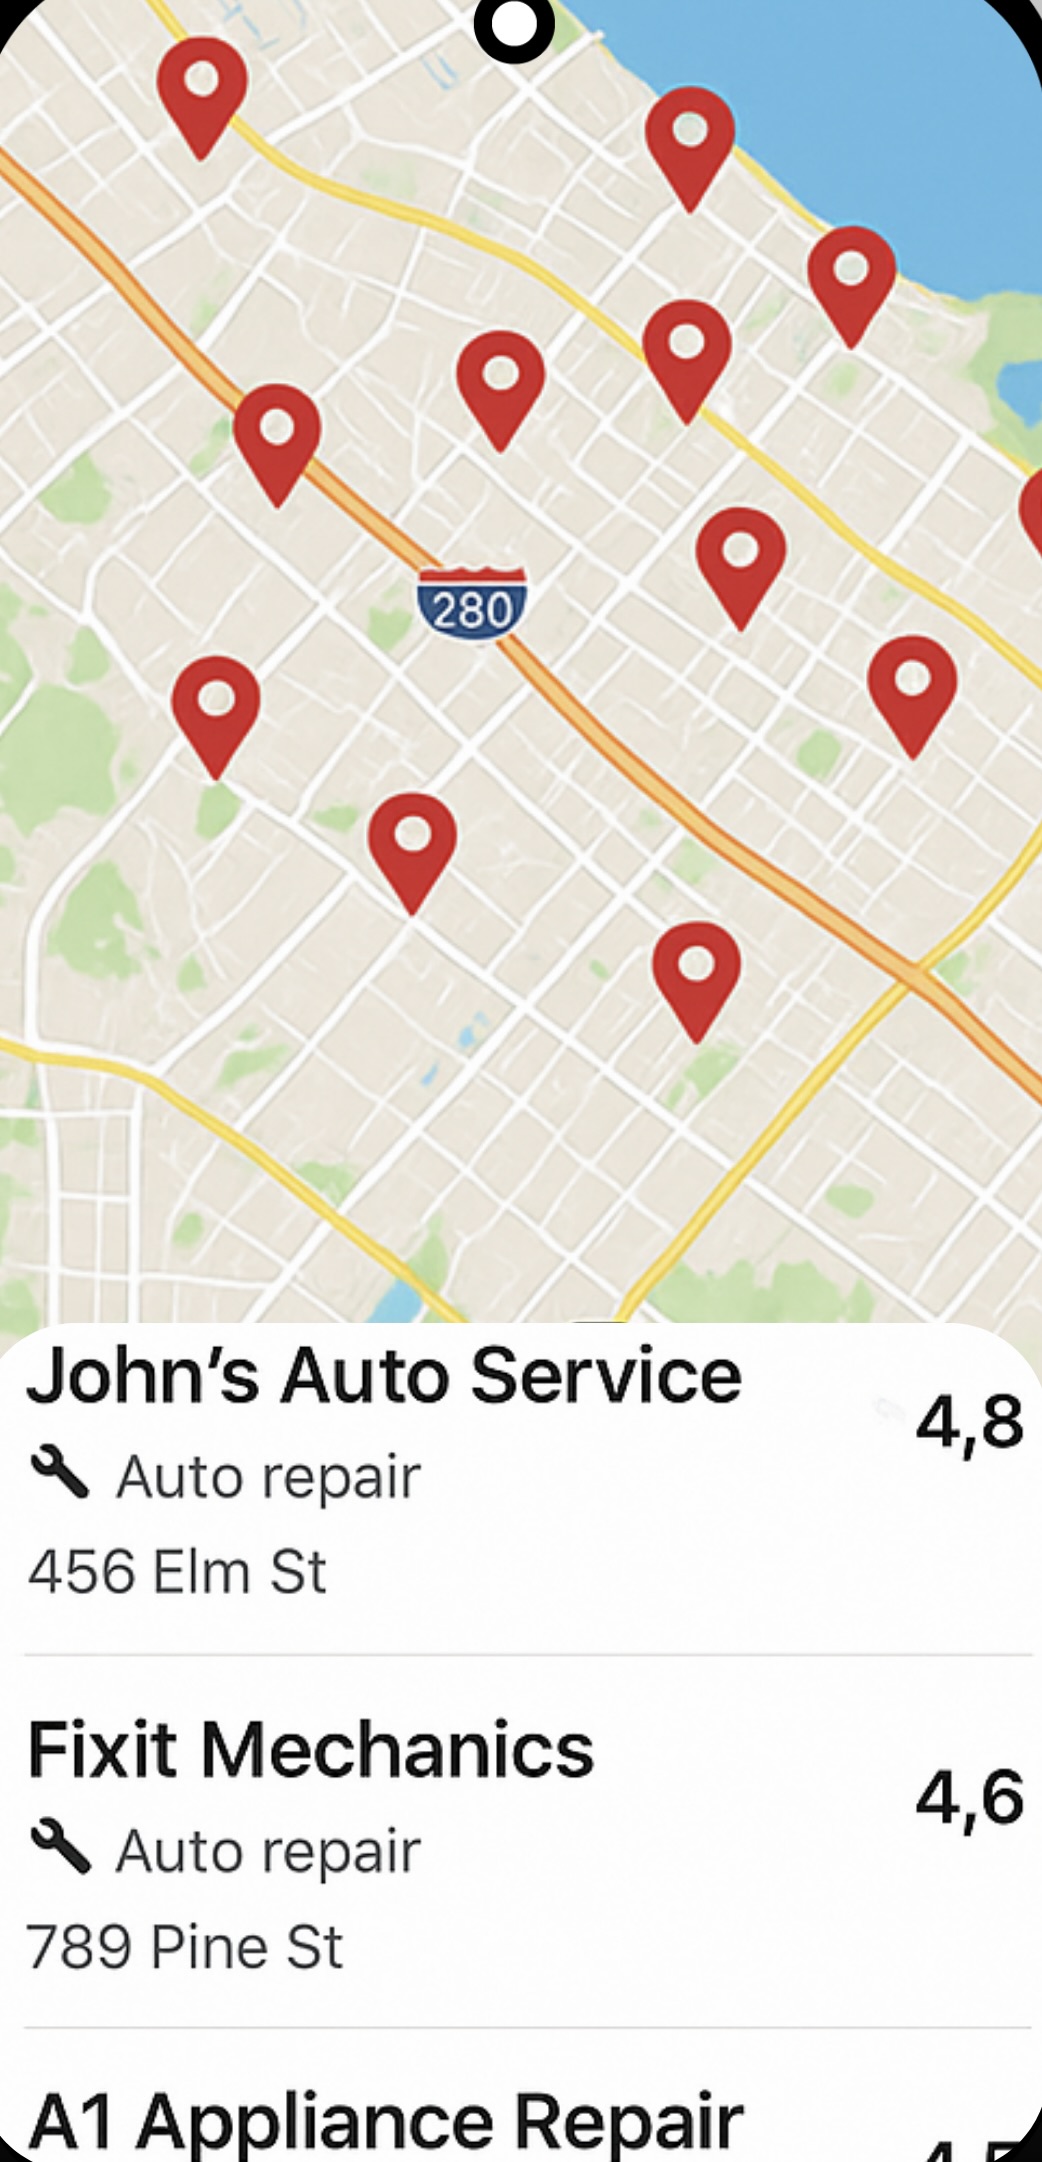 280
John’s Auto Service
4,8
Auto repair
456 Elm St
Fixit Mechanics
4,6
Auto repair
789 Pine St
A1 Appliance Repair